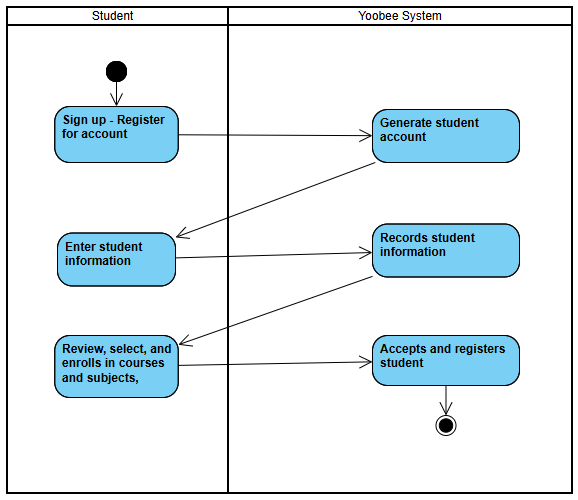 Student
Yoobee System
Sign up - Register
for account
Generate student
account
Enter student
information
Records student
information
Review, select, and
enrolls in courses
and subjects,
Accepts and registers
student